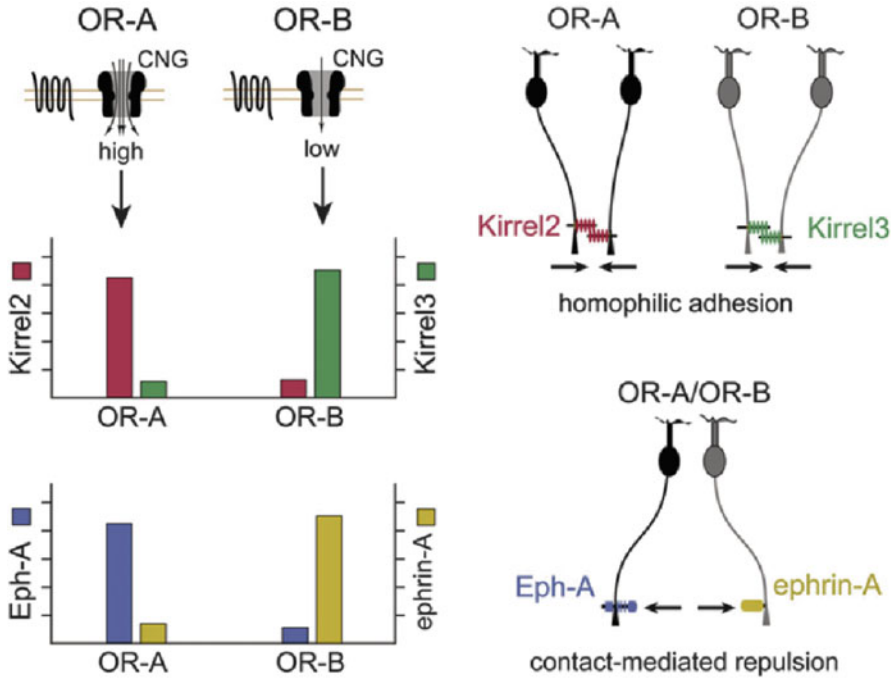 OR-A
OR-B
CNG
CNG
high
low
Kirrel2
Kirrel3
OR-A
OR-B
Eph-A
ephrin-A
OR-A
OR-B
OR-A
OR-B
Kirrel2
Kirrel3
homophilic adhesion
OR-A/OR-B
Eph-A
ephrin-A
contact-mediated repulsion